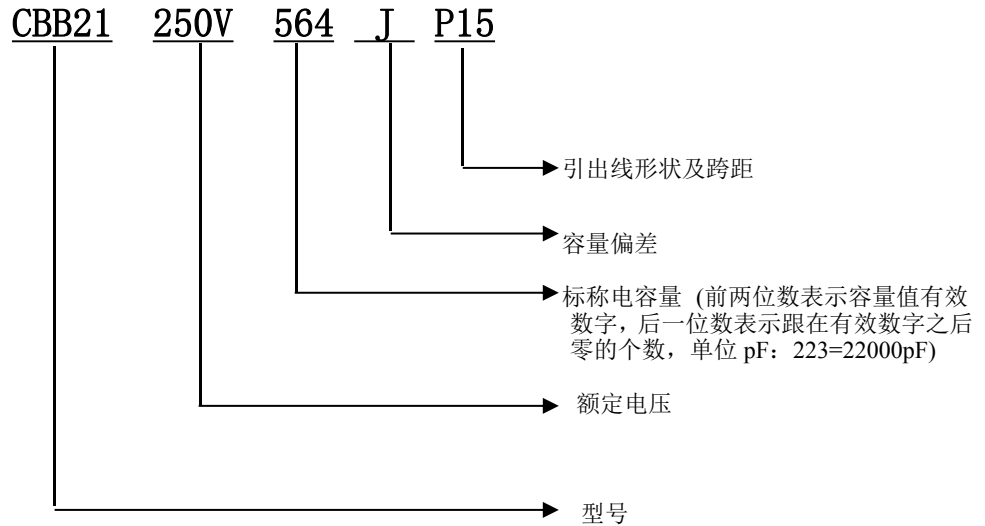 CBB21 250V 564 J P15
引出线形状及跨距
容量偏差
标称电容量 (前两位数表示容量值有效
数字，后一位数表示跟在有效数字之后
零的个数，单位 pF：223=22000pF)
额定电压
型号